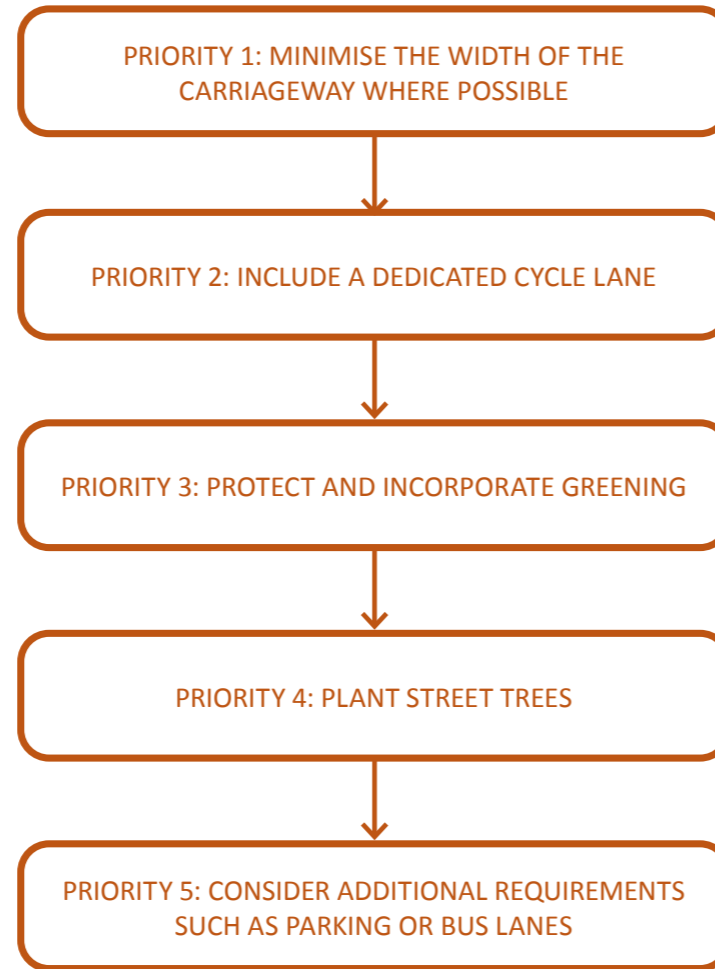 PRIORITY 1: MINIMISE THE WIDTH OF THE
CARRIAGEWAY WHERE POSSIBLE
PRIORITY 2: INCLUDE A DEDICATED CYCLE LANE
PRIORITY 3: PROTECT AND INCORPORATE GREENING
PRIORITY 4: PLANT STREET TREES
PRIORITY 5: CONSIDER ADDITIONAL REQUIREMENTS
SUCH AS PARKING OR BUS LANES